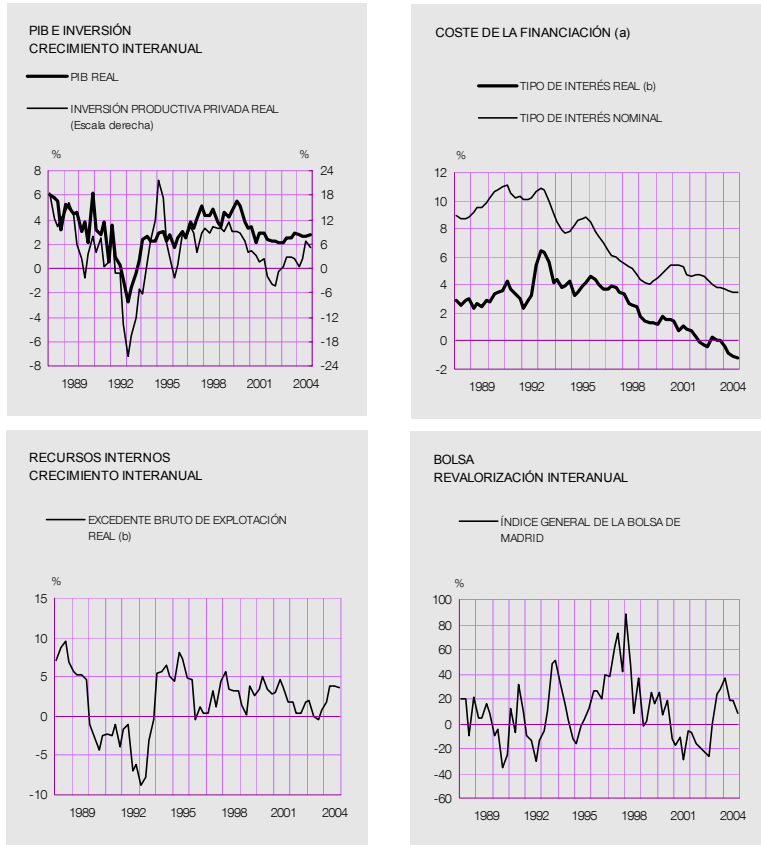 PIB E INVERSIÓN
CRECIMIENTO INTERANUAL
PIB REAL
INVERSIÓN PRODUCTIVA PRIVADA REAL
(Escala derecha)
% %
8 24
6 18
4 12
2 6
0 0
-2 -6
-4 -12
-6 -18
-8 -24
1989 1992 1995 1998 2001 2004
COSTE DE LA FINANCIACIÓN (a)
TIPO DE INTERÉS REAL (b)
TIPO DE INTERÉS NOMINAL
%
12
10
8
6
4
2
0
-2
1989 1992 1995 1998 2001 2004
RECURSOS INTERNOS
CRECIMIENTO INTERANUAL
EXCEDENTE BRUTO DE EXPLOTACIÓN
REAL (b)
%
15
10
5
0
-5
-10
1989 1992 1995 1998 2001 2004
BOLSA
REVALORIZACIÓN INTERANUAL
ÍNDICE GENERAL DE LA BOLSA DE
MADRID
%
100
80
60
40
20
0
-20
-40
-60
1989 1992 1995 1998 2001 2004